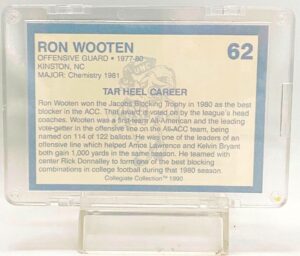 RON WOOTEN
62
OFFENSIVE GUARD • 1977-80
KINSTON, NC
MAJOR: Chemistry 1981
TAR HEEL CAREER
Ron Wooten won the Jacobs Blocking Trophy in 1980 as the best
blocker in the ACC. That award is voted on by the league's head
coaches. Wooten was a first-team All-American and the leading
vote-getter in the offensive line on the All-ACC team, being
named on 114 of 122 ballots. He was one of the leaders of an
offensive line which helped Amos Lawrence and Kelvin Bryant
both gain 1,000 yards in the same season. He teamed with
center Rick Donnalley to form one of the best blocking
combinations in college football during that 1980 season.
Collegiate Collection™ 1990